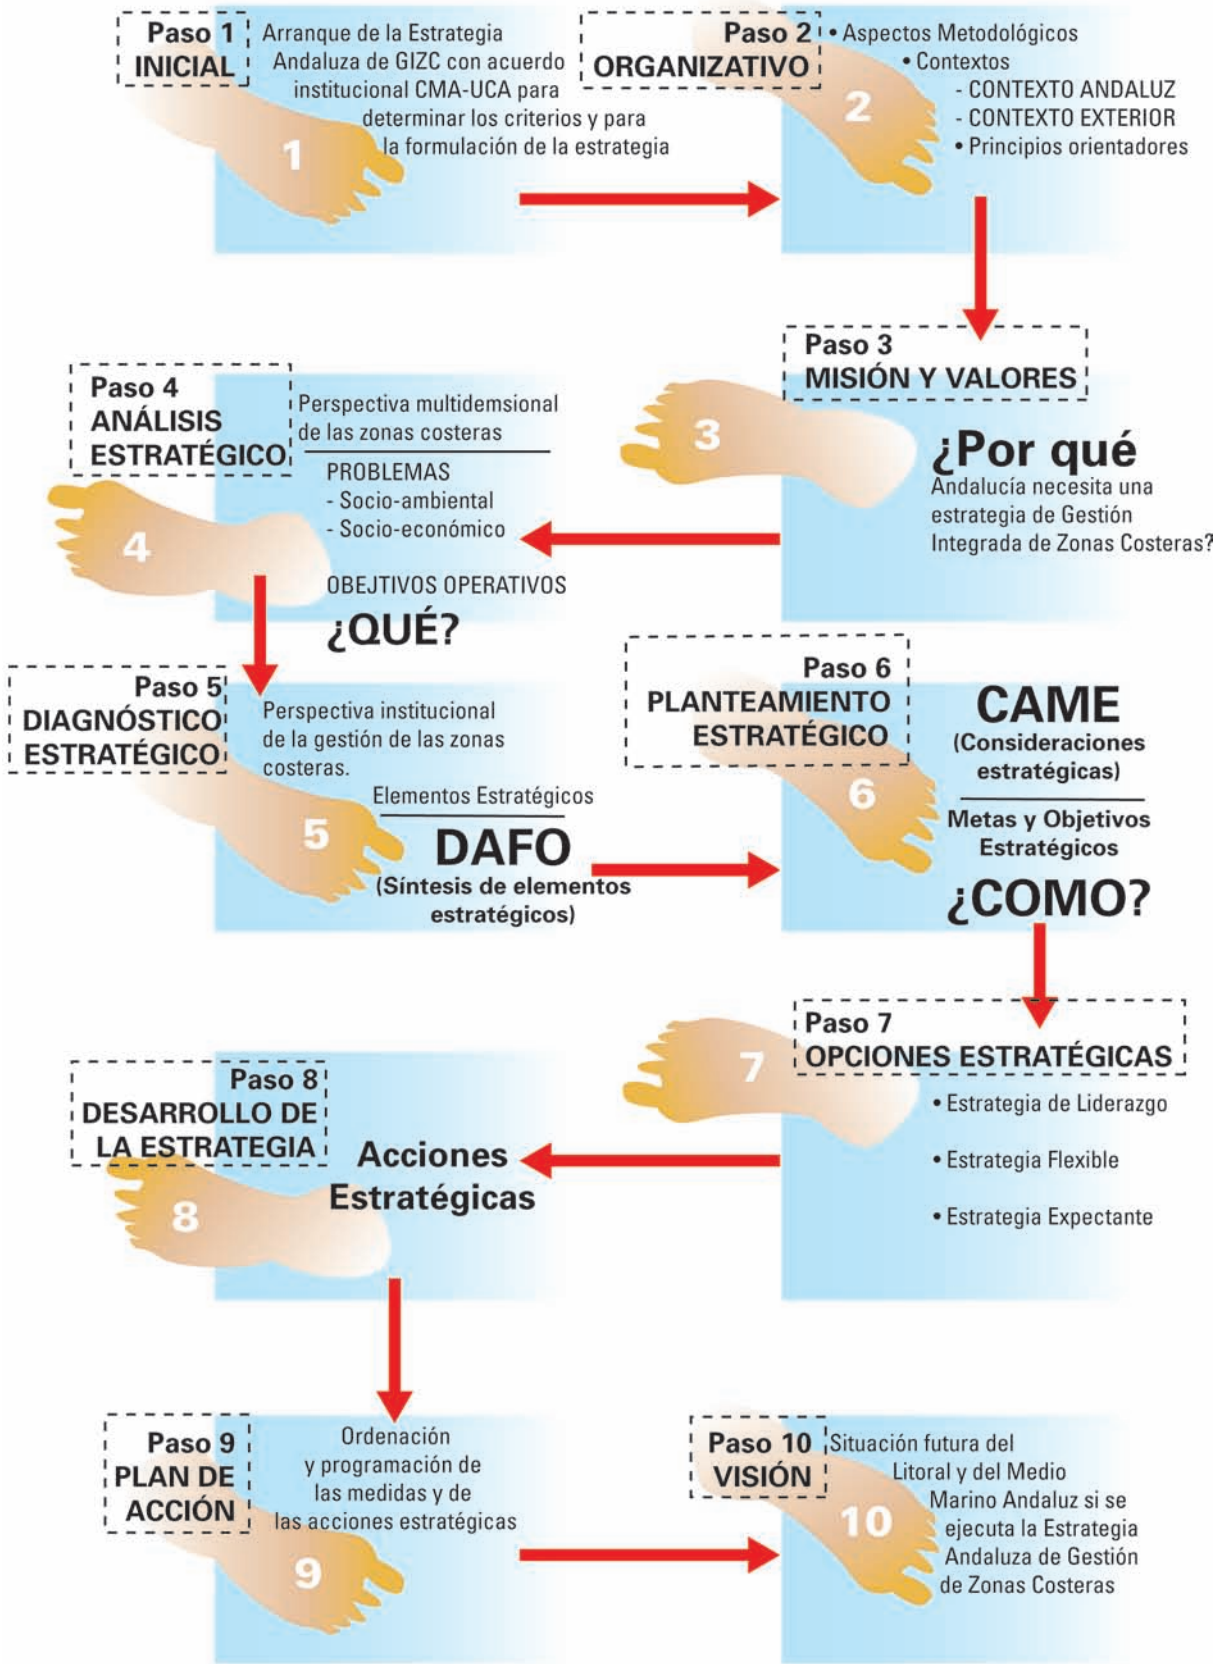 Paso 1
INICIAL
Arranque de la Estrategia
Andaluza de GIZC con acuerdo
institucional CMA-UCA para
determinar los criterios y para
la formulación de la estrategia
1
Paso 2
ORGANIZATIVO
• Aspectos Metodológicos
• Contextos
- CONTEXTO ANDALUZ
- CONTEXTO EXTERIOR
• Principios orientadores
2
Paso 3
MISIÓN Y VALORES
3
¿Por qué
Andalucía necesita una
estrategia de Gestión
Integrada de Zonas Costeras?
Paso 4
ANÁLISIS
ESTRATÉGICO
Perspectiva multidemsional
de las zonas costeras
PROBLEMAS
- Socio-ambiental
- Socio-económico
4
OBEJTIVOS OPERATIVOS
¿QUÉ?
Paso 5
DIAGNÓSTICO
ESTRATÉGICO
Perspectiva institucional
de la gestión de las zonas
costeras.
Elementos Estratégicos
5
DAFO
(Síntesis de elementos
estratégicos)
Paso 6
PLANTEAMIENTO
ESTRATÉGICO
6
CAME
(Consideraciones
estratégicas)
Metas y Objetivos
Estratégicos
¿COMO?
Paso 7
OPCIONES ESTRATÉGICAS
7
• Estrategia de Liderazgo
• Estrategia Flexible
• Estrategia Expectante
Paso 8
DESARROLLO DE
LA ESTRATEGIA
8
Acciones
Estratégicas
Paso 9
PLAN DE
ACCIÓN
Ordenación
y programación de
las medidas y de
las acciones estratégicas
9
Paso 10
VISIÓN
10
Situación futura del
Litoral y del Medio
Marino Andaluz si se
ejecuta la Estrategia
Andaluza de Gestión
de Zonas Costeras